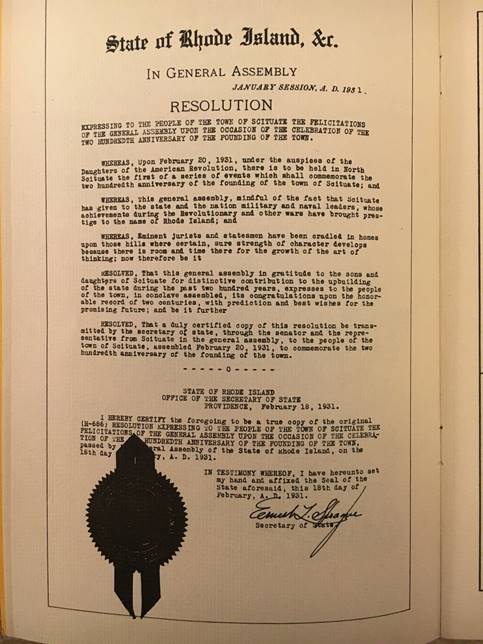 State of Rhode Island, &c.
IN GENERAL ASSEMBLY
JANUARY SESSION, A. D. 1931.
RESOLUTION
EXPRESSING TO THE PEOPLE OF THE TOWN OF SCITUATE THE FELICITATIONS
OF THE GENERAL ASSEMBLY UPON THE OCCASION OF THE CELEBRATION OF THE
TWO HUNDREDTH ANNIVERSARY OF THE FOUNDING OF THE TOWN.
WHEREAS, Upon February 20, 1931, under the auspices of the
Daughters of the American Revolution, there is to be held in North
Scituate the first of a series of events which shall commemorate the
two hundredth anniversary of the founding of the town of Scituate; and
WHEREAS, this general assembly, mindful of the fact that Scituate
has given to the state and the nation military and naval leaders, whose
achievements during the Revolutionary and other wars have brought pres-
tige to the name of Rhode Island; and
WHEREAS, Eminent jurists and statesmen have been cradled in homes
upon those hills where certain, sure strength of character develops
because there is room and time there for the growth of the art of
thinking; now therefore be it
RESOLVED, That this general assembly in gratitude to the sons and
daughters of Scituate for distinctive contribution to the upbuilding
of the state during the past two hundred years, expresses to the people
of the town, in conclave assembled, its congratulations upon the honor-
able record of two centuries, with prediction and best wishes for the
promising future; and be it further
RESOLVED, That a duly certified copy of this resolution be trans-
mitted by the secretary of state, through the senator and the repre-
sentative from Scituate in the general assembly, to the people of the
town of Scituate, assembled February 20, 1931, to commemorate the two
hundredth anniversary of the founding of the town.
- - - - - O - - - - -
STATE OF RHODE ISLAND
OFFICE OF THE SECRETARY OF STATE
PROVIDENCE, February 18, 1931.
I HEREBY CERTIFY the foregoing to be a true copy of the original
(H-686) RESOLUTION EXPRESSING TO THE PEOPLE OF THE TOWN OF SCITUATE THE
FELICITATIONS OF THE GENERAL ASSEMBLY UPON THE OCCASION OF THE CELEBRA-
TION OF THE HUNDREDTH ANNIVERSARY OF THE FOUNDING OF THE TOWN,
passed by Assembly of the State of Rhode Island, on the
18th day A. D. 1931.
IN TESTIMONY WHEREOF, I have hereunto set
my hand and affixed the Seal of the
State aforesaid, this 18th day of
February, A. D. 1931.
Ernest L. Sprague
Secretary of State